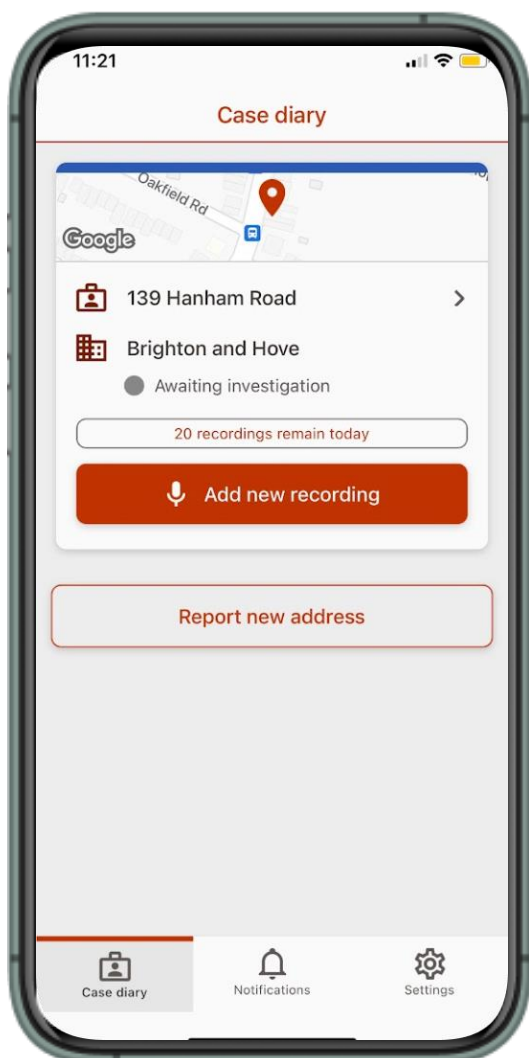 11:21
Case diary
Oakfield Rd
Google
139 Hanham Road
Brighton and Hove
Awaiting investigation
20 recordings remain today
Add new recording
Report new address
Case diary
Notifications
Settings